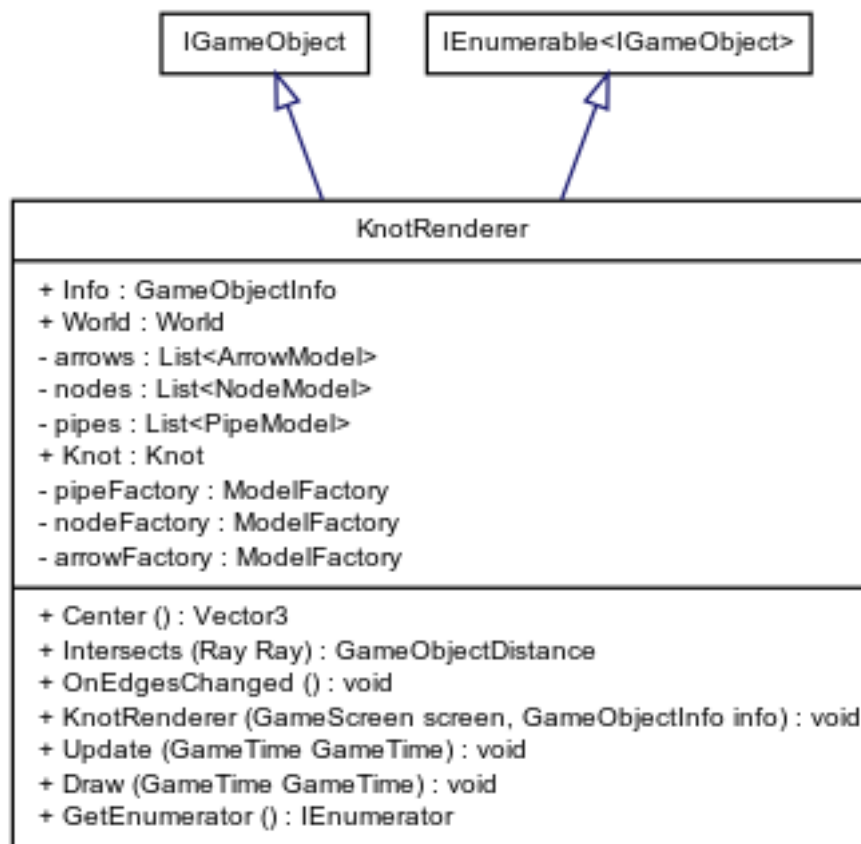 IGameObject
IEnumerable<IGameObject>
KnotRenderer
+ Info : GameObjectInfo
+ World : World
- arrows : List<ArrowModel>
- nodes : List<NodeModel>
- pipes : List<PipeModel>
+ Knot : Knot
- pipeFactory : ModelFactory
- nodeFactory : ModelFactory
- arrowFactory : ModelFactory
+ Center () : Vector3
+ Intersects (Ray Ray) : GameObjectDistance
+ OnEdgesChanged () : void
+ KnotRenderer (GameScreen screen, GameObjectInfo info) : void
+ Update (GameTime GameTime) : void
+ Draw (GameTime GameTime) : void
+ GetEnumerator () : IEnumerator